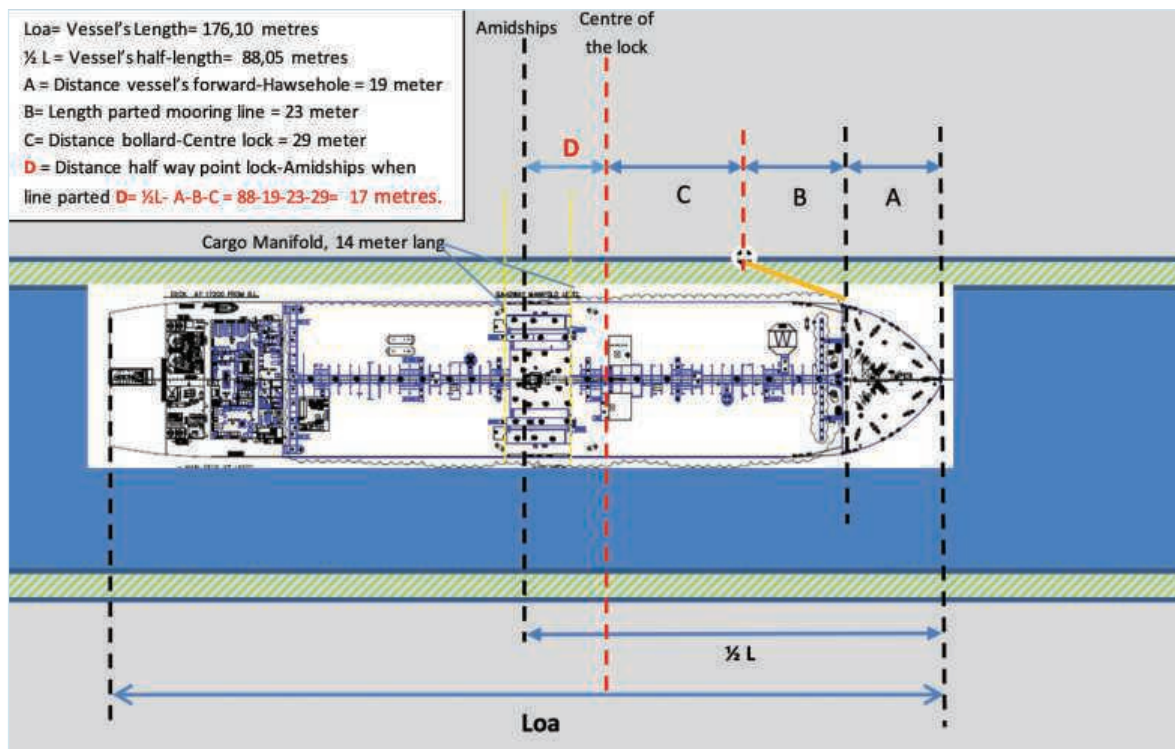 Loa= Vessel's Length= 176,10 metres
½ L = Vessel's half-length= 88,05 metres
A = Distance vessel's forward-Hawsehole = 19 meter
B= Length parted mooring line = 23 meter
C= Distance bollard-Centre lock = 29 meter
D = Distance half way point lock-Amidships when
line parted D= ½L- A-B-C = 88-19-23-29= 17 metres.
Amidships
Centre of
the lock
D
C
B
A
Cargo Manifold, 14 meter lang
W
½ L
Loa